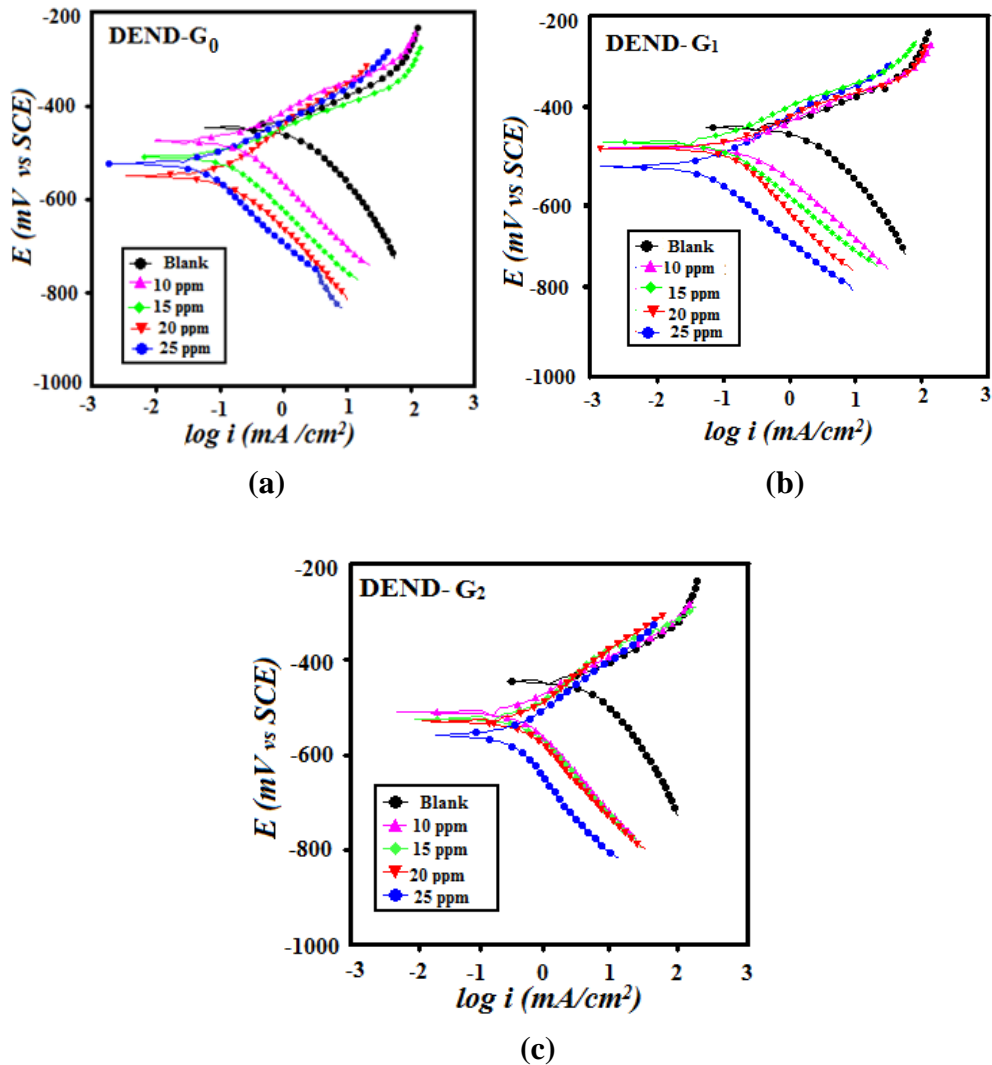 DEND-G0
E (mV vs SCE)
-200
-400
-600
-800
-1000
Blank
10 ppm
15 ppm
20 ppm
25 ppm
-3 -2 -1 0 1 2 3
log i (mA /cm²)
(a)
DEND- G1
E (mV vs SCE)
-200
-400
-600
-800
-1000
Blank
10 ppm
15 ppm
20 ppm
25 ppm
-3 -2 -1 0 1 2 3
log i (mA/cm²)
(b)
DEND- G2
E (mV vs SCE)
-200
-400
-600
-800
-1000
Blank
10 ppm
15 ppm
20 ppm
25 ppm
-3 -2 -1 0 1 2 3
log i (mA/cm²)
(c)